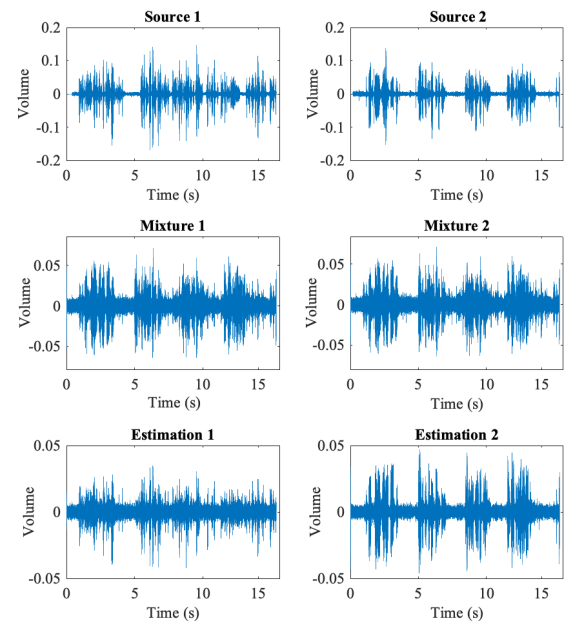 Source 1
Source 2
0.2
0.1
0
-0.1
-0.2
Volume
0 5 10 15
Time (s)
0.2
0.1
0
-0.1
-0.2
Volume
0 5 10 15
Time (s)
Mixture 1
Mixture 2
0.05
0
-0.05
Volume
0 5 10 15
Time (s)
0.05
0
-0.05
Volume
0 5 10 15
Time (s)
Estimation 1
Estimation 2
0.05
0
-0.05
Volume
0 5 10 15
Time (s)
0.05
0
-0.05
Volume
0 5 10 15
Time (s)